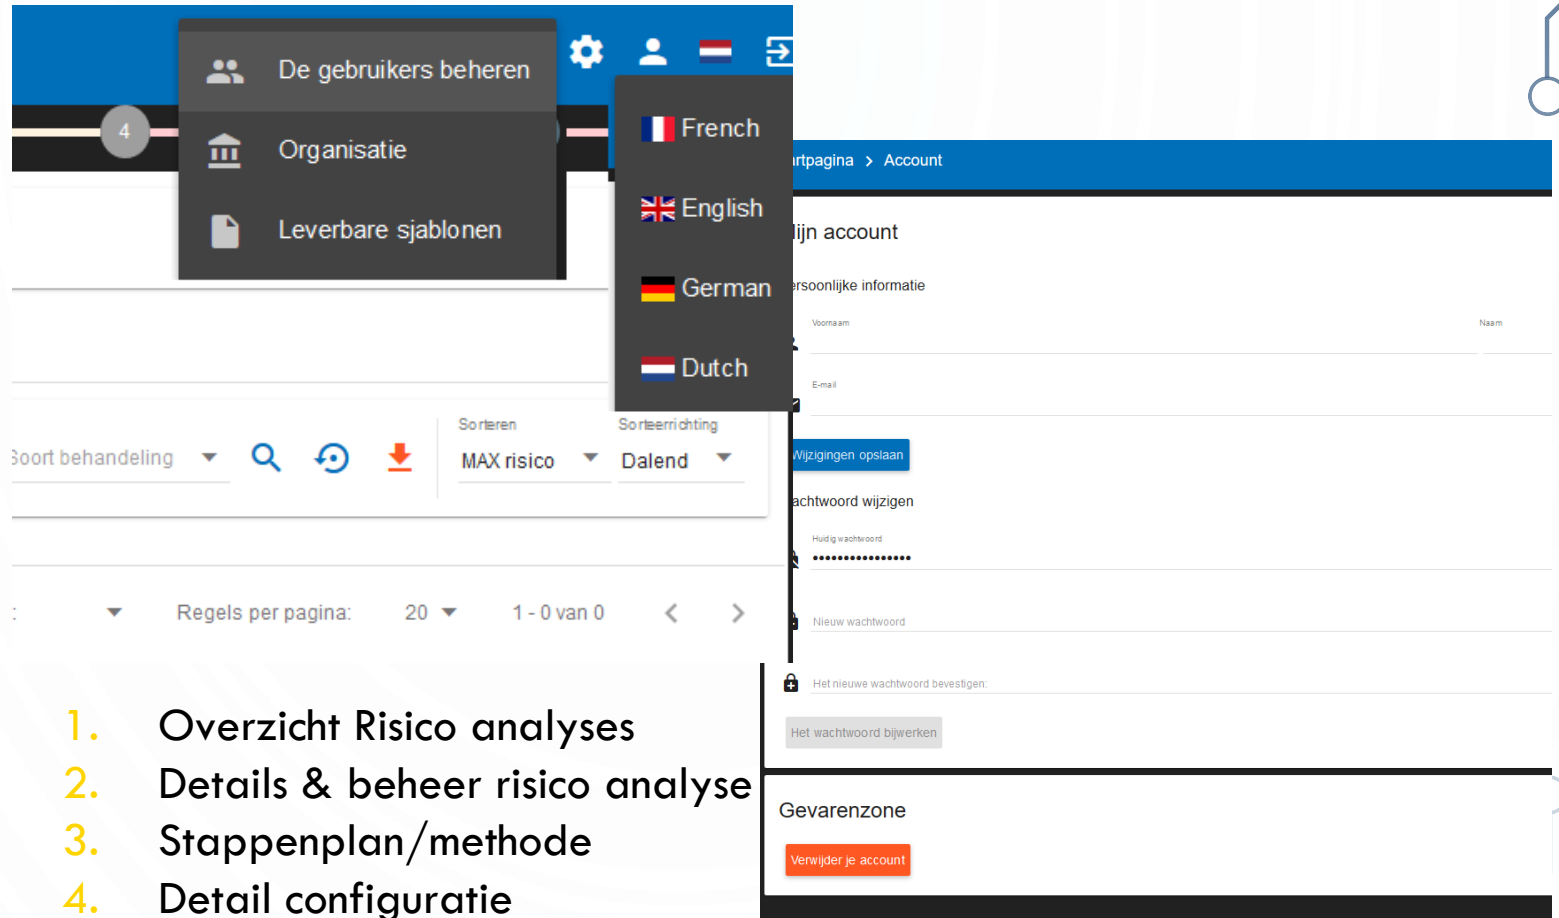 De gebruikers beheren
4
Organisatie
Leverbare sjablonen
French
English
German
Dutch
Soort behandeling
Sorteren
MAX risico
Sorteerrichting
Dalend
Regels per pagina: 20 1 - 0 van 0
rtpagina > Account
ijn account
ersoonlijke informatie
Voornaam
Naam
E-mail
Wijzigingen opslaan
achtwoord wijzigen
Huidig wachtwoord
••••••••••••••••
Nieuw wachtwoord
Het nieuwe wachtwoord bevestigen:
Het wachtwoord bijwerken
Gevarenzone
Verwijder je account
1. Overzicht Risico analyses
2. Details & beheer risico analyse
3. Stappenplan/methode
4. Detail configuratie